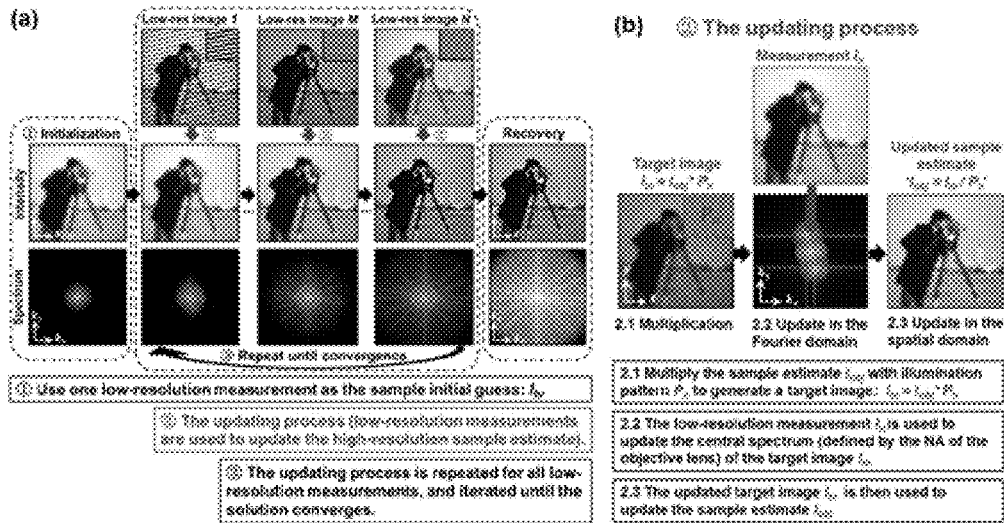 (a)
Low-res image 1 Low-res image M Low-res image N
① Initialization
Recovery
Intensity
Spectrum
③ Repeat until convergence
① Use one low-resolution measurement as the sample initial guess:
② The updating process (low-resolution measurements
are used to update the high-resolution sample estimate).
③ The updating process is repeated for all low-
resolution measurements, and iterated until the
solution converges.
(b)
② The updating process
Measurement
Target image
Updated sample
estimate
2.1 Multiplication
2.2 Update in the
Fourier domain
2.3 Update in the
spatial domain
2.1 Multiply the sample estimate with illumination
pattern to generate a target image:
2.2 The low-resolution measurement is used to
update the central spectrum (defined by the NA of the
objective lens) of the target image
2.3 The updated target image is then used to
update the sample estimate